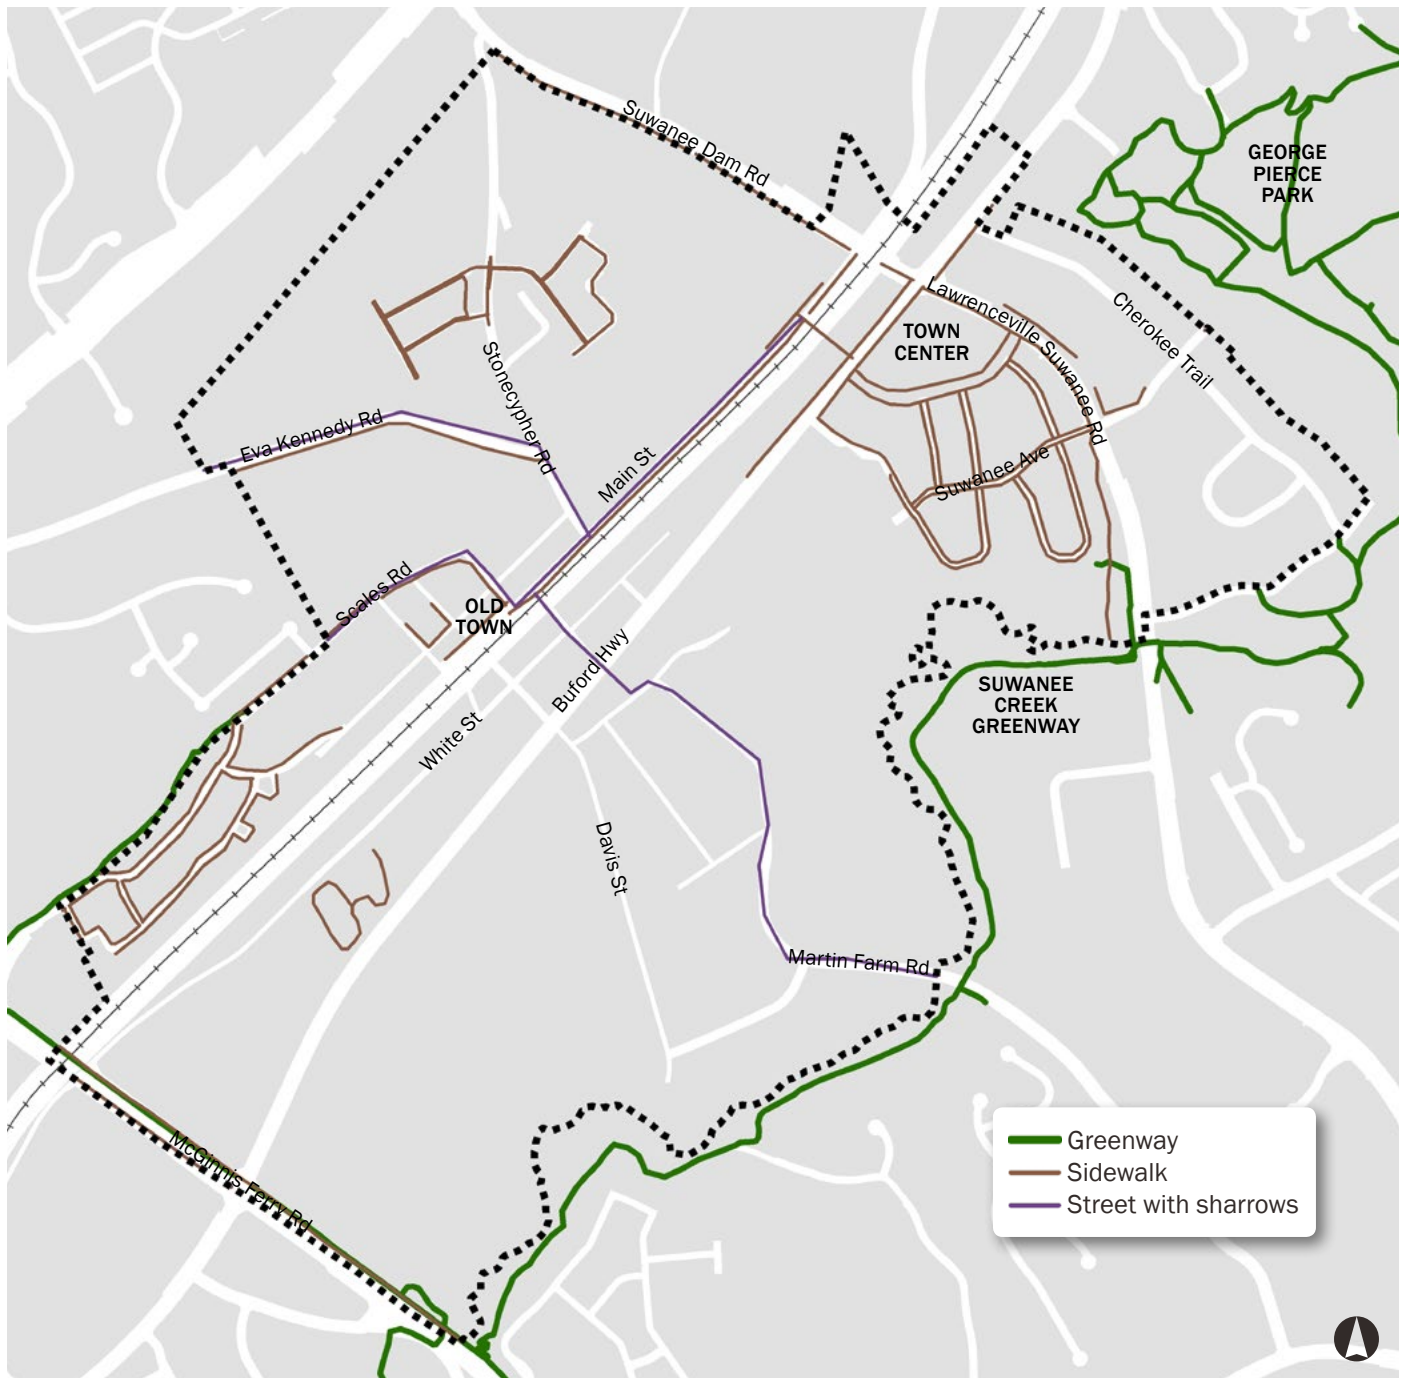 Suwanee Dam Rd
GEORGE
PIERCE
PARK
Lawrenceville Suwanee Rd
Cherokee Trail
TOWN
CENTER
Stonecypher Rd
Eva Kennedy Rd
Main St
Suwanee Ave
Scales Rd
OLD
TOWN
Buford Hwy
White St
SUWANEE
CREEK
GREENWAY
Davis St
Martin Farm Rd
McGinnis Ferry Rd
Greenway
Sidewalk
Street with sharrows